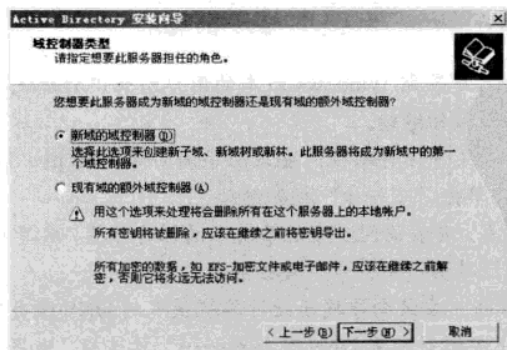 Active Directory 安装向导
域控制器类型
请指定想要此服务器担任的角色。
您想要此服务器成为新域的域控制器还是现有域的额外域控制器?
新域的域控制器(D)
选择此选项来创建新子域、新域树或新林。此服务器将成为新域中的第一
个域控制器。
现有域的额外域控制器(A)
用这个选项来处理将会删除所有在这个服务器上的本地帐户。
所有密钥将被删除，应该在继续之前将密钥导出。
所有加密的数据，如 EFS-加密文件或电子邮件，应该在继续之前解
密，否则它将永远无法访问。
< 上一步(B) 下一步(N) > 取消